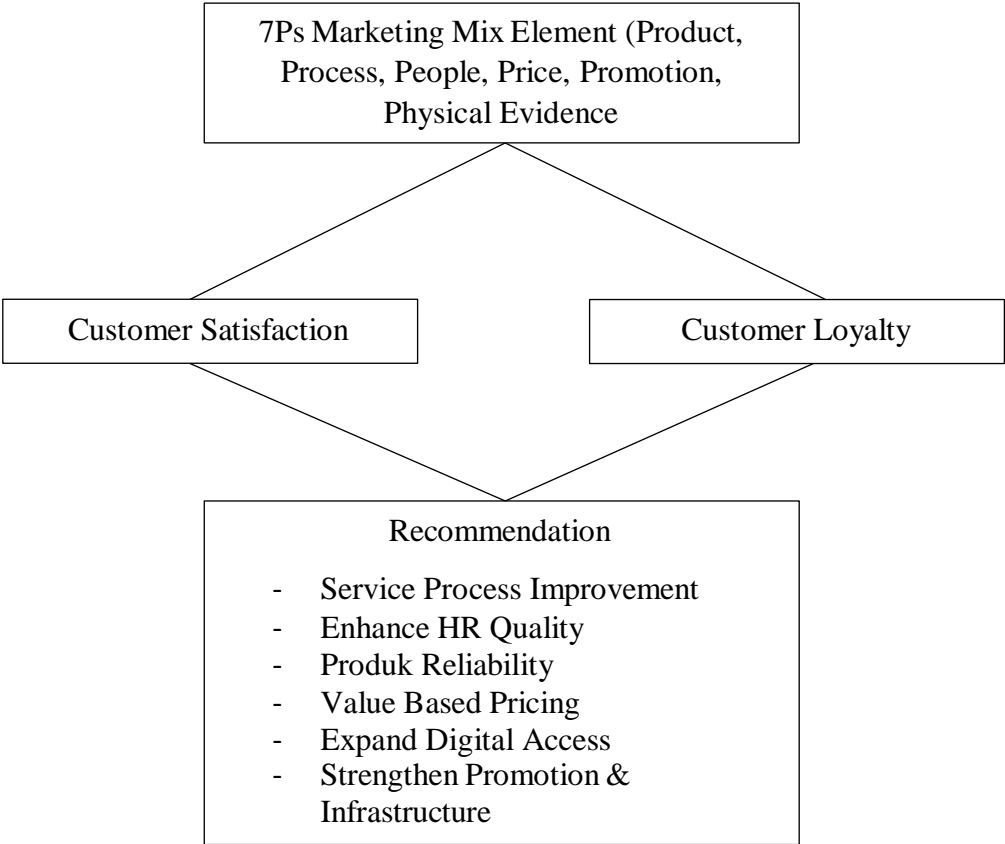 7Ps Marketing Mix Element (Product,
Process, People, Price, Promotion,
Physical Evidence
Customer Satisfaction
Customer Loyalty
Recommendation
- Service Process Improvement
- Enhance HR Quality
- Produk Reliability
- Value Based Pricing
- Expand Digital Access
- Strengthen Promotion &
Infrastructure